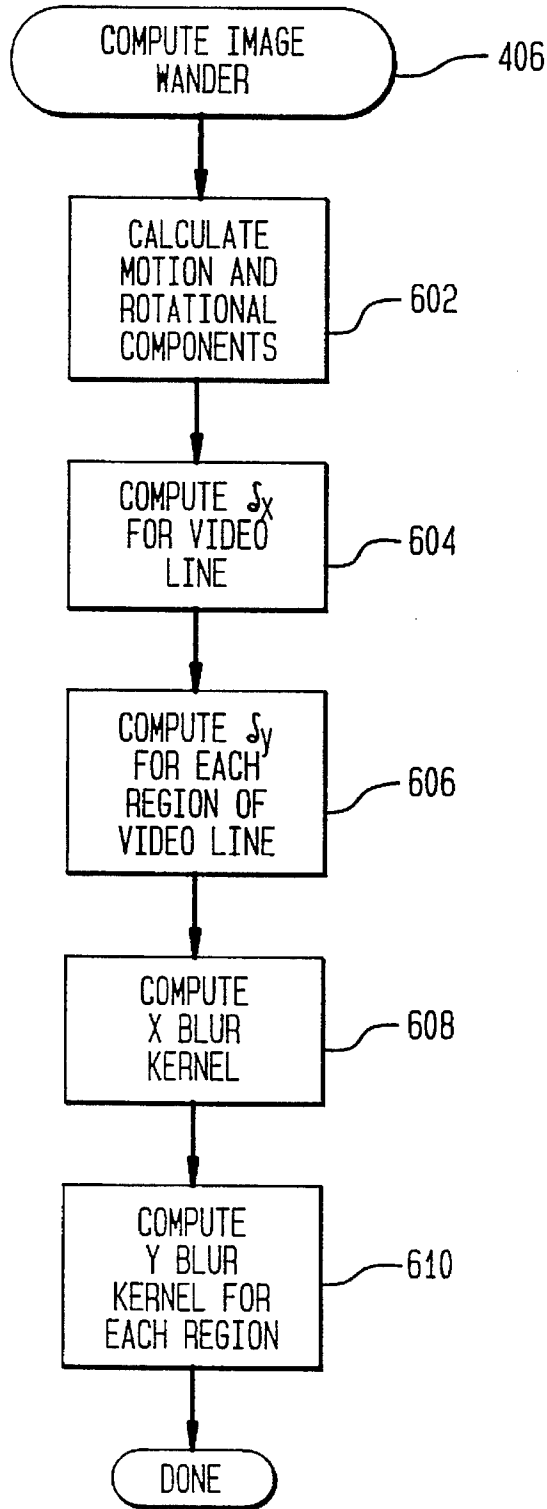 COMPUTE IMAGE
WANDER
406
CALCULATE
MOTION AND
ROTATIONAL
COMPONENTS
602
COMPUTE δx
FOR VIDEO
LINE
604
COMPUTE δy
FOR EACH
REGION OF
VIDEO LINE
606
COMPUTE
X BLUR
KERNEL
608
COMPUTE
Y BLUR
KERNEL FOR
EACH REGION
610
DONE